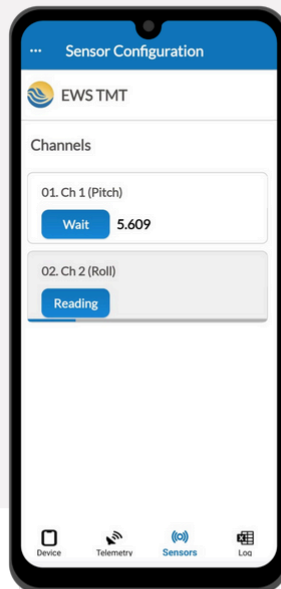 Sensor Configuration
EWS TMT
Channels
01. Ch 1 (Pitch)
Wait 5.609
02. Ch 2 (Roll)
Reading
Device Telemetry Sensors Log